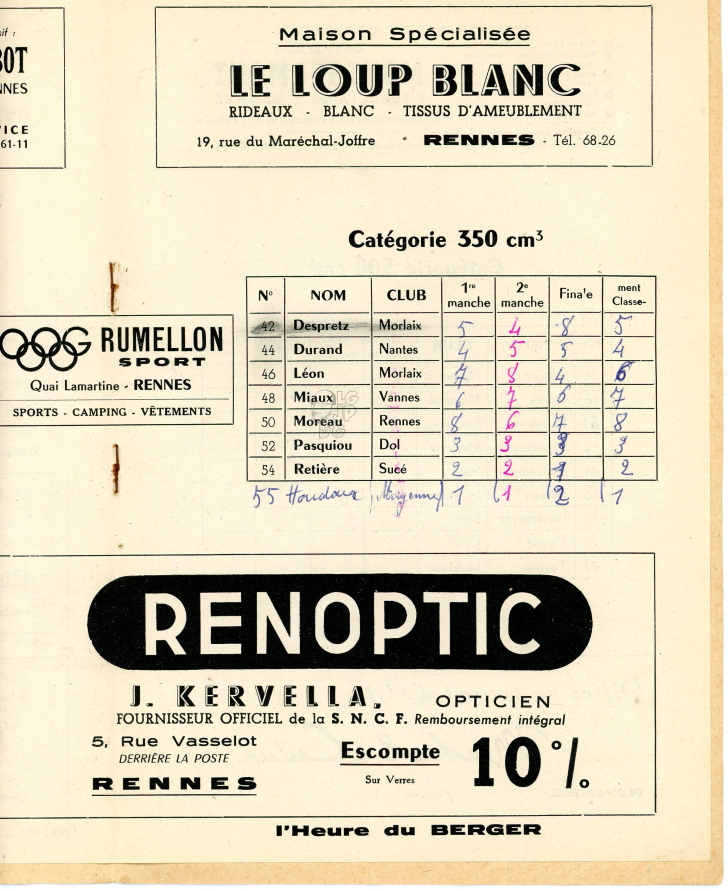 sif :
BOT
NNES
VICE
61-11
Maison Spécialisée
LE LOUP BLANC
RIDEAUX - BLANC - TISSUS D'AMEUBLEMENT
19, rue du Maréchal-Joffre • RENNES - Tél. 68-26
Catégorie 350 cm³
N° NOM CLUB 1re manche 2e manche Fina'e ment Classe-
42 Despretz Morlaix 5 4 8 5
44 Durand Nantes 4 5 5 4
46 Léon Morlaix 7 8 4 6
48 Miaux Vannes 6 7 6 7
50 Moreau Rennes 8 6 7 8
52 Pasquiou Dol 3 3 3 3
54 Retière Sucé 2 2 1 2
55 Houdoux Mayenne 1 1 2 1
RUMELLON
SPORT
Quai Lamartine - RENNES
SPORTS - CAMPING - VÊTEMENTS
RENOPTIC
J. KERVELLA, OPTICIEN
FOURNISSEUR OFFICIEL de la S. N. C. F. Remboursement intégral
5, Rue Vasselot
DERRIÈRE LA POSTE
RENNES
Escompte
Sur Verres
10 %
l'Heure du BERGER